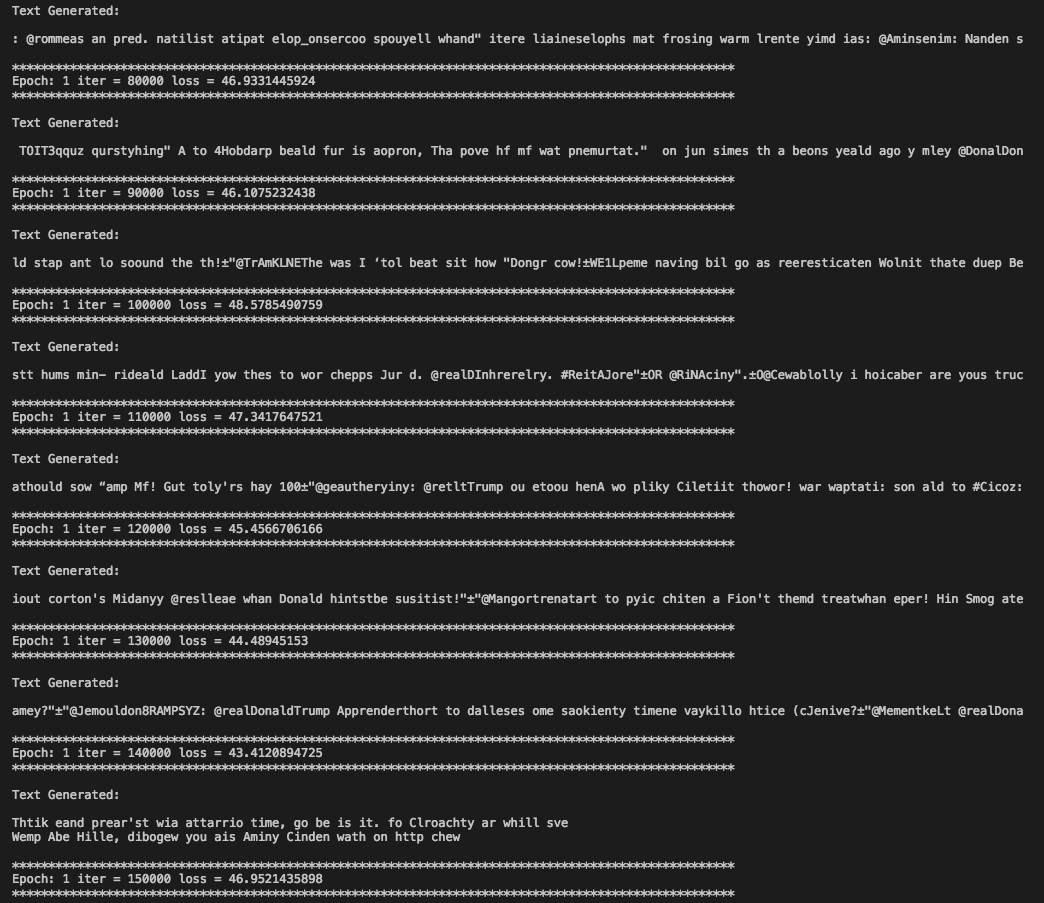 Text Generated:
: @rommeas an pred. natilist atipat elop_onsercoo spouyell whand" itere liaineselophs mat frosing warm lrente yimd ias: @Aminsenim: Nanden s
***************************************************************************************************
Epoch: 1 iter = 80000 loss = 46.9331445924
***************************************************************************************************
Text Generated:
TOIT3qquz qurstyhing" A to 4Hobdarp beald fur is aopron, Tha pove hf mf wat pnemurtat."  on jun simes th a beons yeald ago y mley @DonalDon
***************************************************************************************************
Epoch: 1 iter = 90000 loss = 46.1075232438
***************************************************************************************************
Text Generated:
ld stap ant lo soound the th!±"@TrAmKLNEThe was I ‘tol beat sit how "Dongr cow!±WE1Lpeme naving bil go as reeresticaten Wolnit thate duep Be
***************************************************************************************************
Epoch: 1 iter = 100000 loss = 48.5785490759
***************************************************************************************************
Text Generated:
stt hums min— rideald LaddI yow thes to wor chepps Jur d. @realDInhrerelry. #ReitAJore"±OR @RiNAciny".±O@Cewablolly i hoicaber are yous truc
***************************************************************************************************
Epoch: 1 iter = 110000 loss = 47.3417647521
***************************************************************************************************
Text Generated:
athould sow “amp Mf! Gut toly'rs hay 100±"@geautheryiny: @retltTrump ou etoou henA wo pliky Ciletiit thowor! war waptati: son ald to #Cicoz:
***************************************************************************************************
Epoch: 1 iter = 120000 loss = 45.4566706166
***************************************************************************************************
Text Generated:
iout corton's Midanyy @reslleae whan Donald hintstbe susitist!"±"@Mangortrenatart to pyic chiten a Fion't themd treatwhan eper! Hin Smog ate
***************************************************************************************************
Epoch: 1 iter = 130000 loss = 44.48945153
***************************************************************************************************
Text Generated:
amey?"±"@Jemouldon8RAMPSYZ: @realDonaldTrump Apprenderthort to dalleses ome saokienty timene vaykillo htice (cJenive?±"@MementkeLt @realDona
***************************************************************************************************
Epoch: 1 iter = 140000 loss = 43.4120894725
***************************************************************************************************
Text Generated:
Thtik eand prear'st wia attarrio time, go be is it. fo Clroachty ar whill sve
Wemp Abe Hille, dibogew you ais Aminy Cinden wath on http chew
***************************************************************************************************
Epoch: 1 iter = 150000 loss = 46.9521435898
***************************************************************************************************